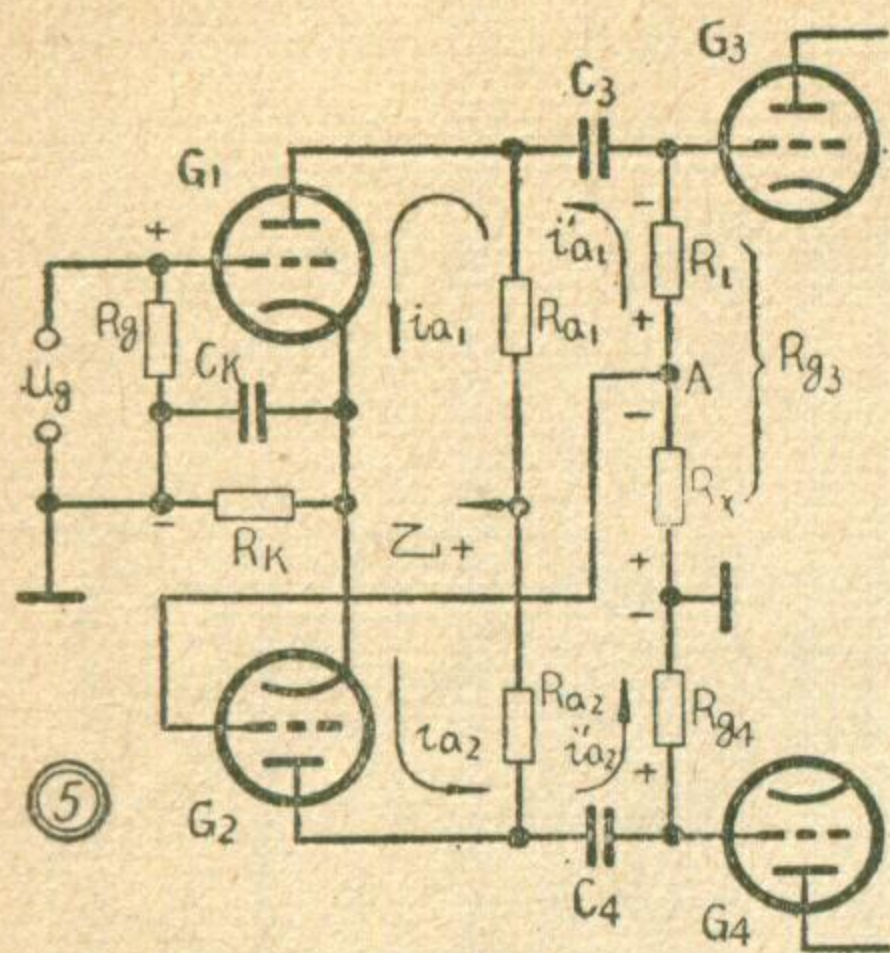 G3
C3
G1
+
-
Rg
Ug
CK
ia1
i"a1
Ra1
R1
+
A
Rg3
-
Rx
-
RK
乙+
+
-
ia2
Ra2
i"a2
Rg4
+
G2
5
C4
G4